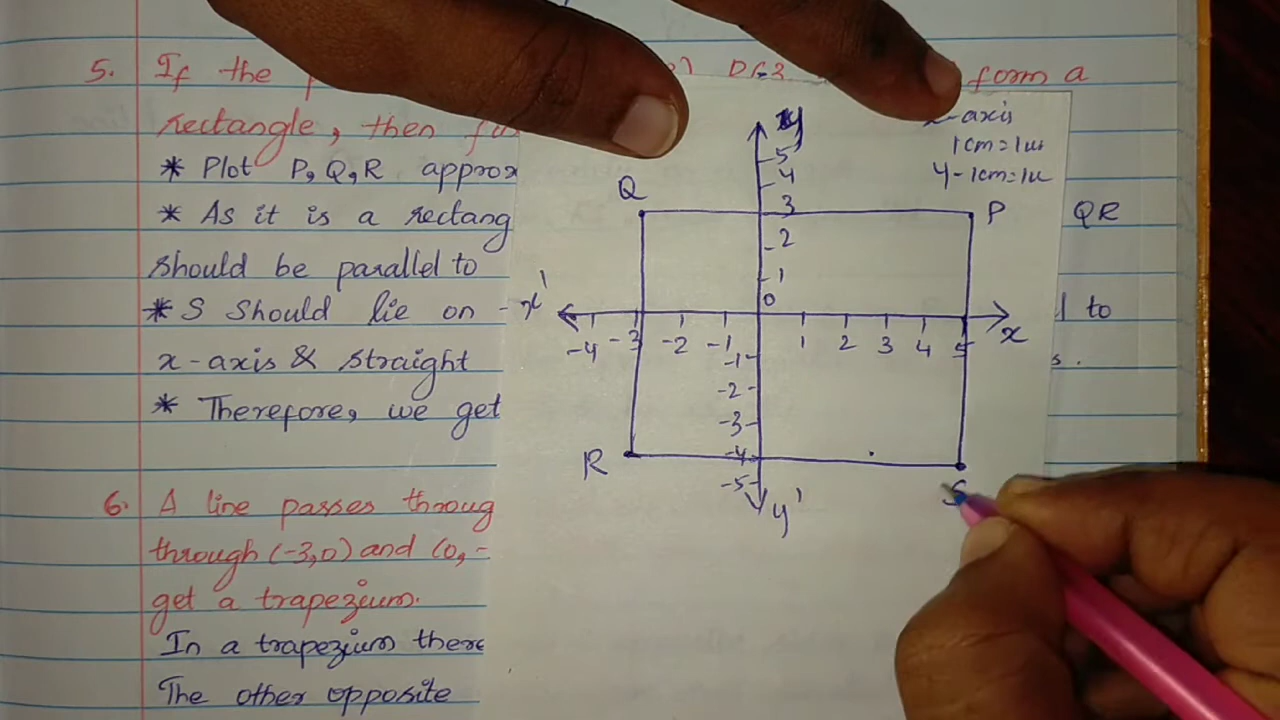 5. If the form a
rectangle, then
* Plot P, Q, R approx
* As it is a rectang QR
should be parallel to
* S should lie on - l to
x-axis & straight s.
* Therefore, we get
6. A line passes throug
through (-3,0) and (0,-
get a trapezium.
In a trapezium there
The other opposite
x-axis
1cm=1u
y-1cm=1u
y
5
4
Q 3 P
2
1
x' 0
-4 -3 -2 -1 1 2 3 4 5 x
-1
-2
-3
R -4
-5 S
y'